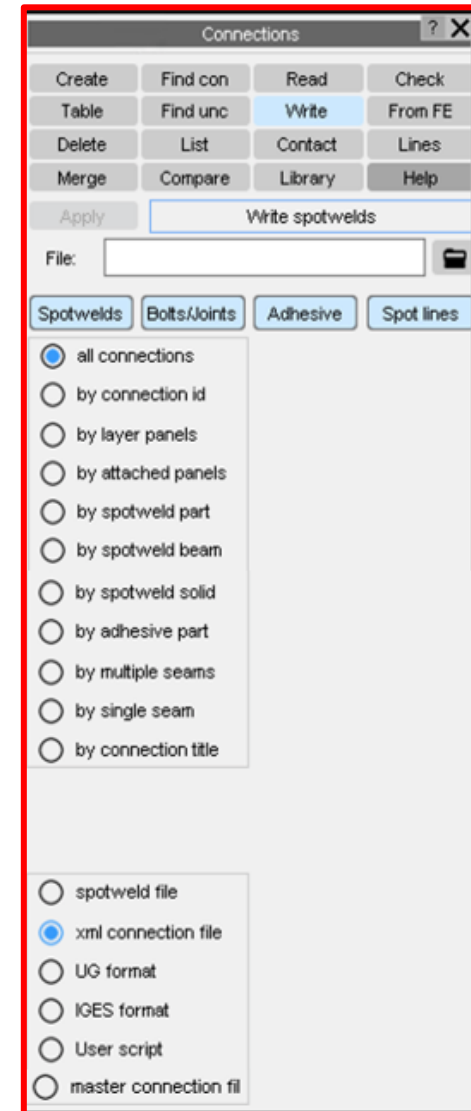 Connections ? X
Create Find con Read Check
Table Find unc Write From FE
Delete List Contact Lines
Merge Compare Library Help
Apply Write spotwelds
File:
Spotwelds Bolts/Joints Adhesive Spot lines
all connections
by connection id
by layer panels
by attached panels
by spotweld part
by spotweld beam
by spotweld solid
by adhesive part
by multiple seams
by single seam
by connection title
spotweld file
xml connection file
UG format
IGES format
User script
master connection fil